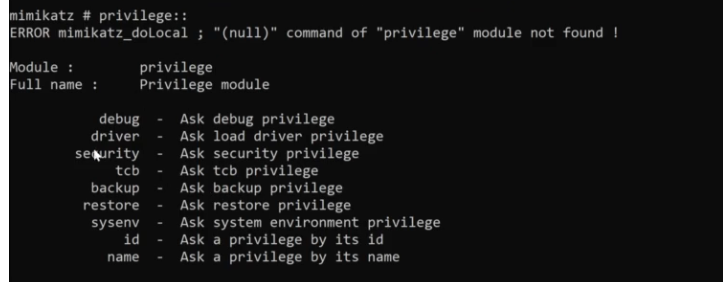 mimikatz # privilege::
ERROR mimikatz_doLocal ; "(null)" command of "privilege" module not found !
Module :        privilege
Full name :     Privilege module
debug  -  Ask debug privilege
driver  -  Ask load driver privilege
security  -  Ask security privilege
tcb  -  Ask tcb privilege
backup  -  Ask backup privilege
restore  -  Ask restore privilege
sysenv  -  Ask system environment privilege
id  -  Ask a privilege by its id
name  -  Ask a privilege by its name